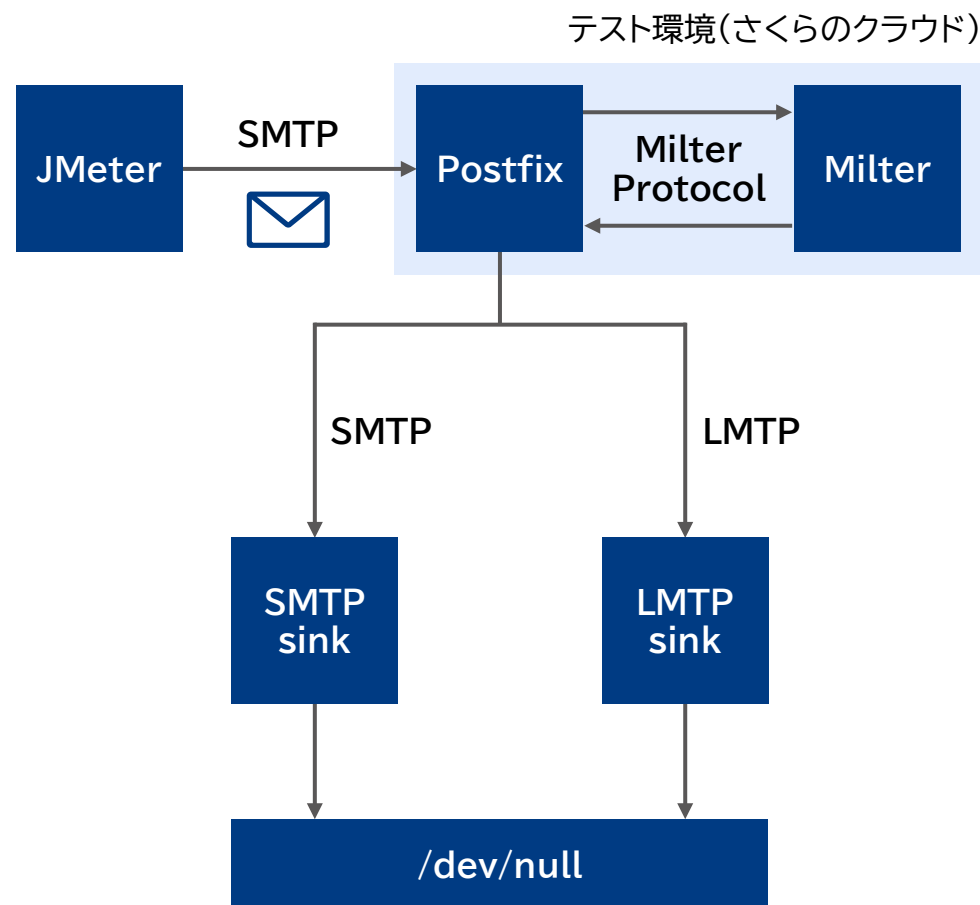 テスト環境(さくらのクラウド)
JMeter
SMTP
Postfix
Milter
Protocol
Milter
SMTP
LMTP
SMTP
sink
LMTP
sink
/dev/null